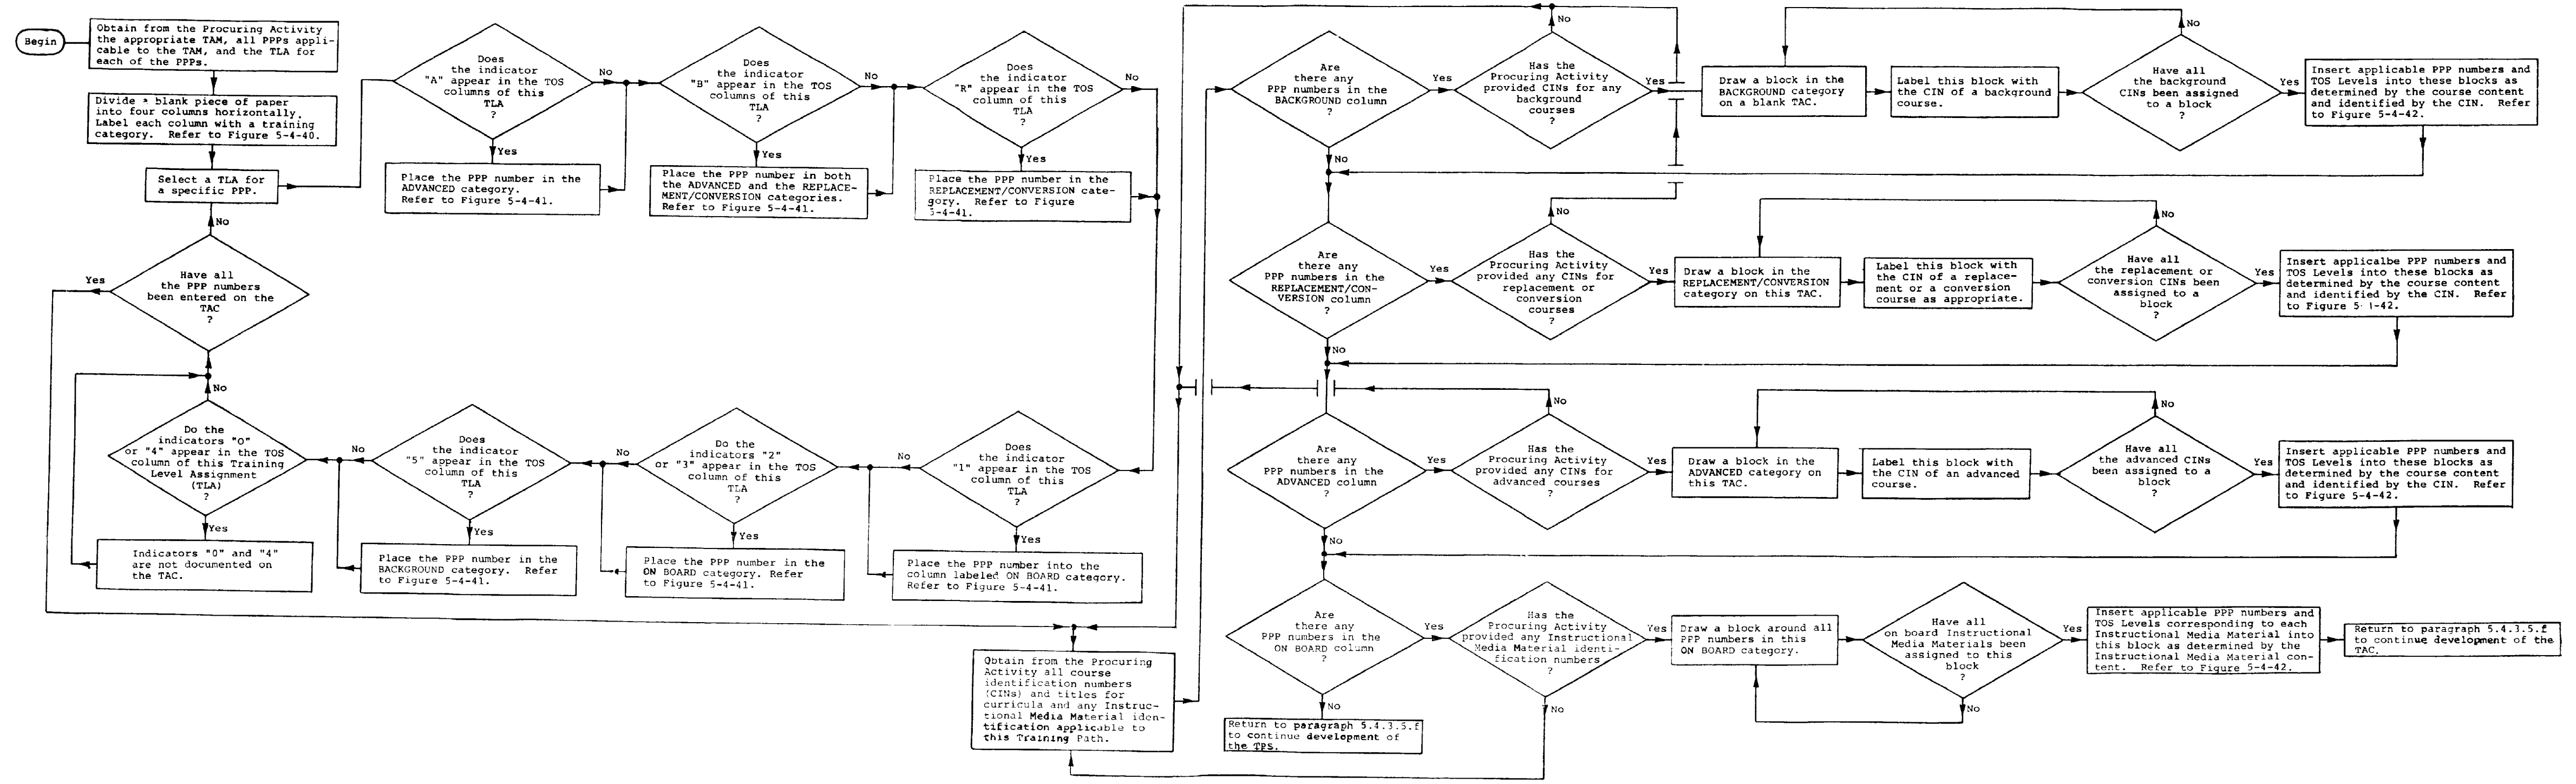 Begin
Obtain from the Procuring Activity
the appropriate TAM, all PPPs appli-
cable to the TAM, and the TLA for
each of the PPPs.
Divide a blank piece of paper
into four columns horizontally.
Label each column with a training
category. Refer to Figure 5-4-40.
Select a TLA for
a specific PPP.
Does
the indicator
"A" appear in the TOS
columns of this
TLA
?
No
Yes
Place the PPP number in the
ADVANCED category.
Refer to Figure 5-4-41.
Does
the indicator
"B" appear in the TOS
columns of this
TLA
?
No
Yes
Place the PPP number in both
the ADVANCED and the REPLACE-
MENT/CONVERSION categories.
Refer to Figure 5-4-41.
Does
the indicator
"R" appear in the TOS
column of this
TLA
?
No
Yes
Place the PPP number in the
REPLACEMENT/CONVERSION cate-
gory. Refer to Figure
5-4-41.
No
Have all
the PPP numbers
been entered on the
TAC
?
Yes
No
Do the
indicators "0"
or "4" appear in the TOS
column of this Training
Level Assignment
(TLA)
?
Yes
Indicators "0" and "4"
are not documented on
the TAC.
No
Does
the indicator
"5" appear in the TOS
column of this
TLA
?
Yes
Place the PPP number in the
BACKGROUND category. Refer
to Figure 5-4-41.
No
Do the
indicators "2"
or "3" appear in the TOS
column of this
TLA
?
Yes
Place the PPP number in the
ON BOARD category. Refer
to Figure 5-4-41.
No
Does
the indicator
"1" appear in the TOS
column of this
TLA
?
Yes
Place the PPP number into the
column labeled ON BOARD category.
Refer to Figure 5-4-41.
Obtain from the Procuring
Activity all course
identification numbers
(CINs) and titles for
curricula and any Instruc-
tional Media Material iden-
tification applicable to
this Training Path.
Are
there any
PPP numbers in the
BACKGROUND column
?
Yes
No
Has the
Procuring Activity
provided CINs for any
background
courses
?
No
Yes
Draw a block in the
BACKGROUND category
on a blank TAC.
Label this block with
the CIN of a background
course.
Have all
the background
CINs been assigned
to a block
?
No
Yes
Insert applicable PPP numbers and
TOS Levels into these blocks as
determined by the course content
and identified by the CIN. Refer
to Figure 5-4-42.
Are
there any
PPP numbers in the
REPLACEMENT/CON-
VERSION column
?
Yes
No
Has the
Procuring Activity
provided any CINs for
replacement or
conversion
courses
?
No
Yes
Draw a block in the
REPLACEMENT/CONVERSION
category on this TAC.
Label this block with
the CIN of a replace-
ment or a conversion
course as appropriate.
Have all
the replacement or
conversion CINs been
assigned to a
block
?
No
Yes
Insert applicalbe PPP numbers and
TOS Levels into these blocks as
determined by the course content
and identified by the CIN. Refer
to Figure
Are
there any
PPP numbers in the
ADVANCED column
?
Yes
No
Has the
Procuring Activity
provided any CINs for
advanced courses
?
No
Yes
Draw a block in the
ADVANCED category on
this TAC.
Label this block with
the CIN of an advanced
course.
Have all
the advanced CINs
been assigned to a
block
?
No
Yes
Insert applicable PPP numbers and
TOS Levels into these blocks as
determined by the course content
and identified by the CIN. Refer
to Figure 5-4-42.
Are
there any
PPP numbers in the
ON BOARD column
?
Yes
No
Return to paragraph 5.4.3.5.f
to continue development of
the TPS.
Has the
Procuring Activity
provided any Instructional
Media Material identi-
fication numbers
?
No
Yes
Draw a block around all
PPP numbers in this
ON BOARD category.
Have all
on board Instructional
Media Materials been
assigned to this
block
?
No
Yes
Insert applicable PPP numbers and
TOS Levels corresponding to each
Instructional Media Material into
this block as determined by the
Instructional Media Material con-
tent. Refer to Figure 5-4-42.
Return to paragraph 5.4.3.5.f
to continue development of the
TAC.